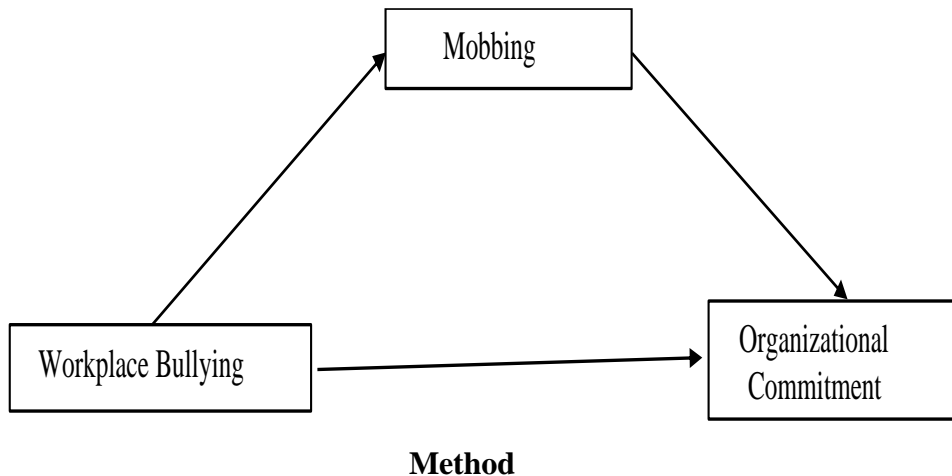 Mobbing
Workplace Bullying
Organizational
Commitment
Method